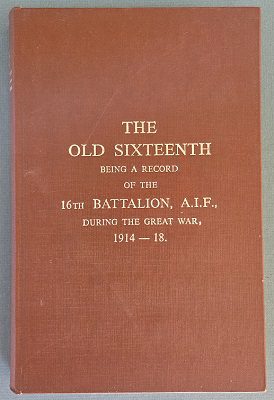 THE
OLD SIXTEENTH
BEING A RECORD
OF THE
16TH BATTALION, A.I.F.,
DURING THE GREAT WAR,
1914 — 18.